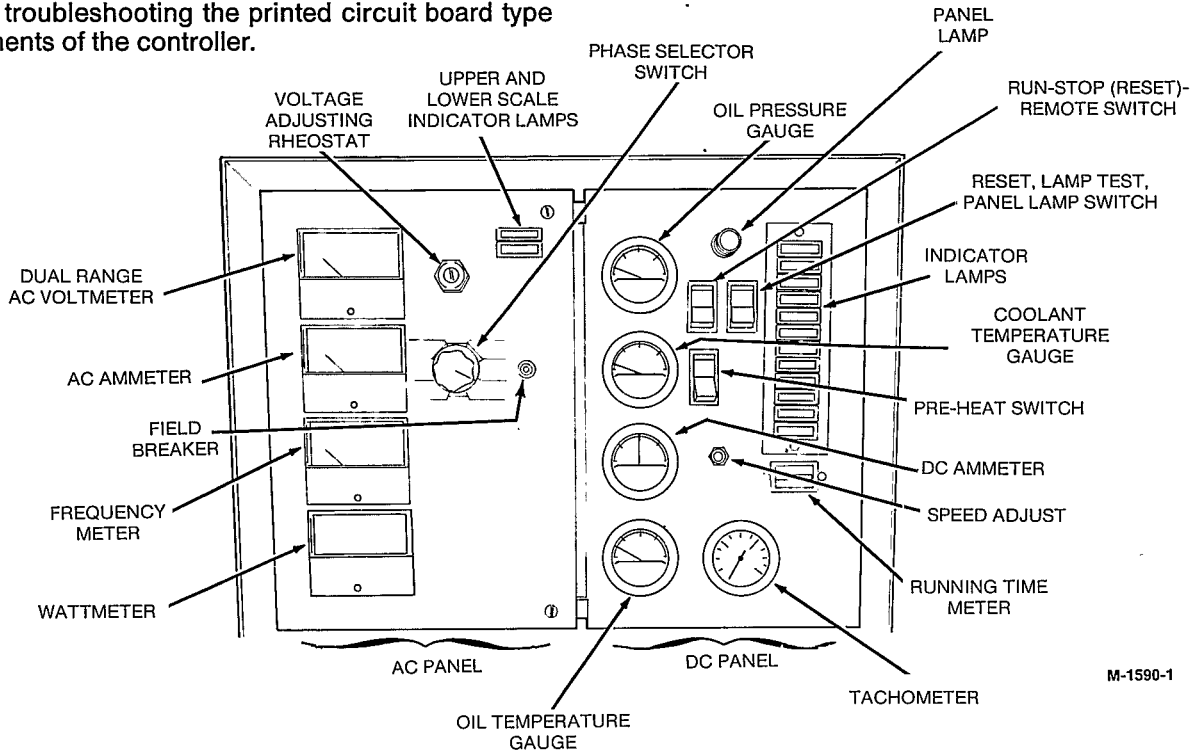 troubleshooting the printed circuit board type
nents of the controller.
PANEL
LAMP
PHASE SELECTOR
SWITCH
UPPER AND
LOWER SCALE
INDICATOR LAMPS
VOLTAGE
ADJUSTING
RHEOSTAT
OIL PRESSURE
GAUGE
RUN-STOP (RESET)-
REMOTE SWITCH
RESET, LAMP TEST,
PANEL LAMP SWITCH
INDICATOR
LAMPS
COOLANT
TEMPERATURE
GAUGE
DUAL RANGE
AC VOLTMETER
AC AMMETER
PRE-HEAT SWITCH
FIELD
BREAKER
DC AMMETER
SPEED ADJUST
FREQUENCY
METER
RUNNING TIME
METER
WATTMETER
AC PANEL
DC PANEL
M-1590-1
TACHOMETER
OIL TEMPERATURE
GAUGE